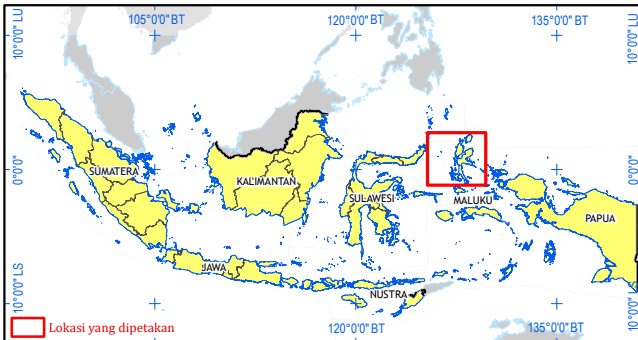 105°0'0"BT
120°0'0"BT
135°0'0"BT
10°0'0"LU
10°0'0"LU
SUMATERA
KALIMANTAN
SULAWESI
MALUKU
PAPUA
0°0'0"
0°0'0"
JAWA
NUSTRA
10°0'0"LS
10°0'0"LS
Lokasi yang dipetakan
120°0'0"BT
135°0'0"BT